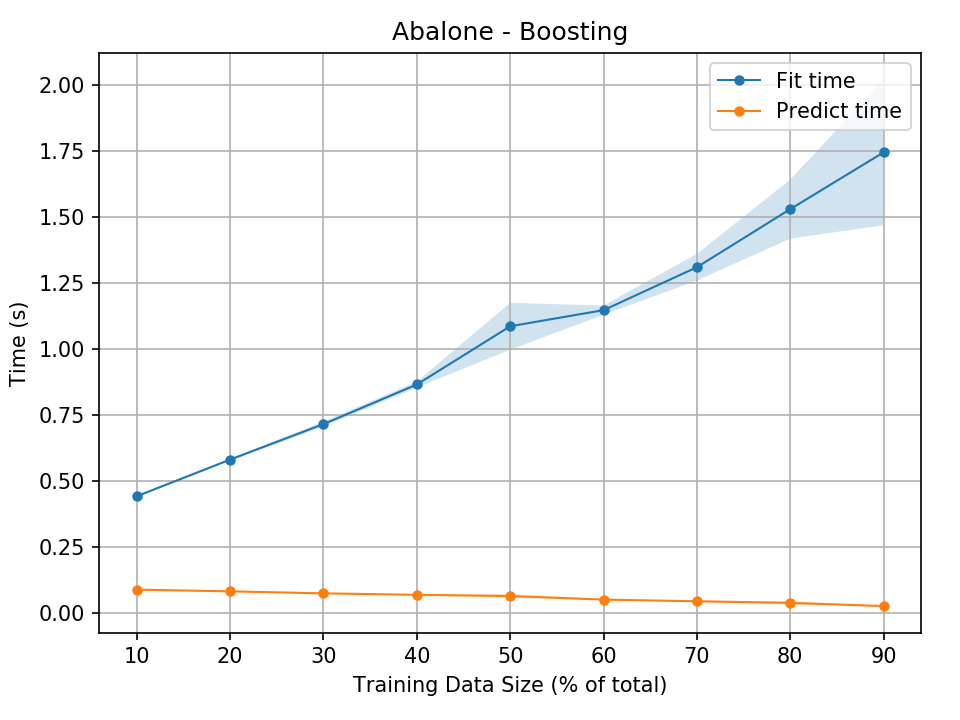 Abalone - Boosting
Fit time
Predict time
2.00
1.75
1.50
1.25
1.00
0.75
0.50
0.25
0.00
Time (s)
10 20 30 40 50 60 70 80 90
Training Data Size (% of total)